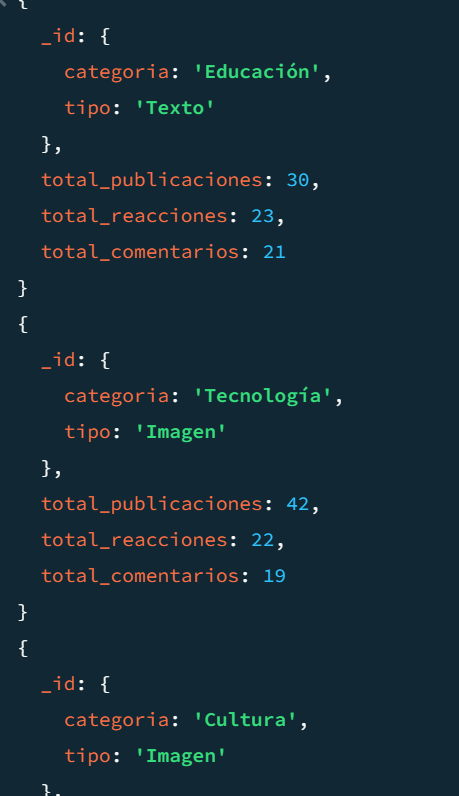 {
_id: {
categoria: 'Educación',
tipo: 'Texto'
},
total_publicaciones: 30,
total_reacciones: 23,
total_comentarios: 21
}
{
_id: {
categoria: 'Tecnología',
tipo: 'Imagen'
},
total_publicaciones: 42,
total_reacciones: 22,
total_comentarios: 19
}
{
_id: {
categoria: 'Cultura',
tipo: 'Imagen'
},